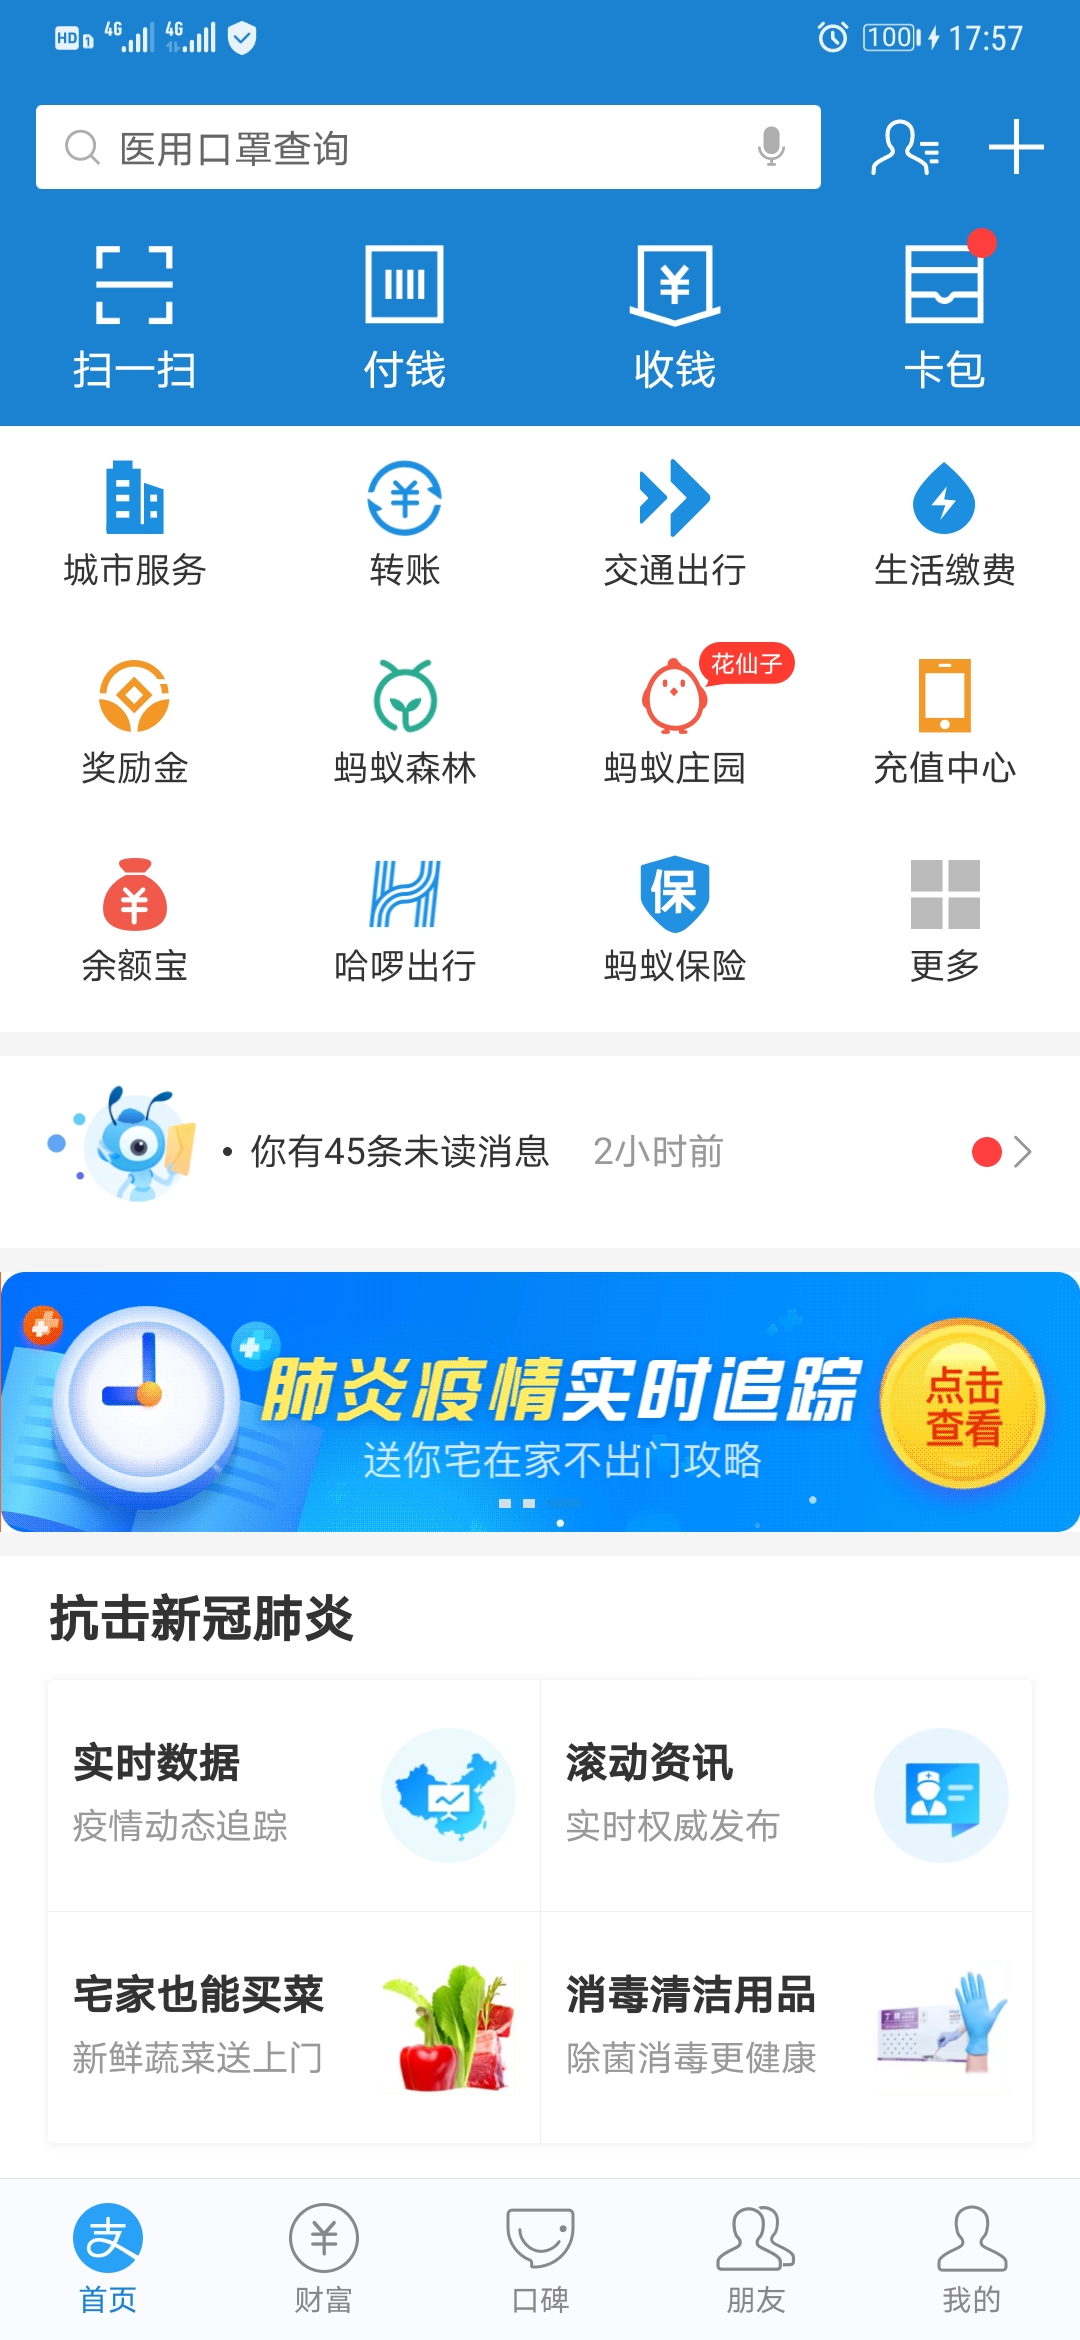 HD 1 4G 4G 100 17:57
医用口罩查询
扫一扫 付钱 收钱 卡包
城市服务 转账 交通出行 生活缴费
花仙子
奖励金 蚂蚁森林 蚂蚁庄园 充值中心
保
余额宝 哈啰出行 蚂蚁保险 更多
你有45条未读消息 2小时前
肺炎疫情实时追踪
送你宅在家不出门攻略
点击
查看
抗击新冠肺炎
实时数据
疫情动态追踪
滚动资讯
实时权威发布
宅家也能买菜
新鲜蔬菜送上门
消毒清洁用品
除菌消毒更健康
支
首页 财富 口碑 朋友 我的